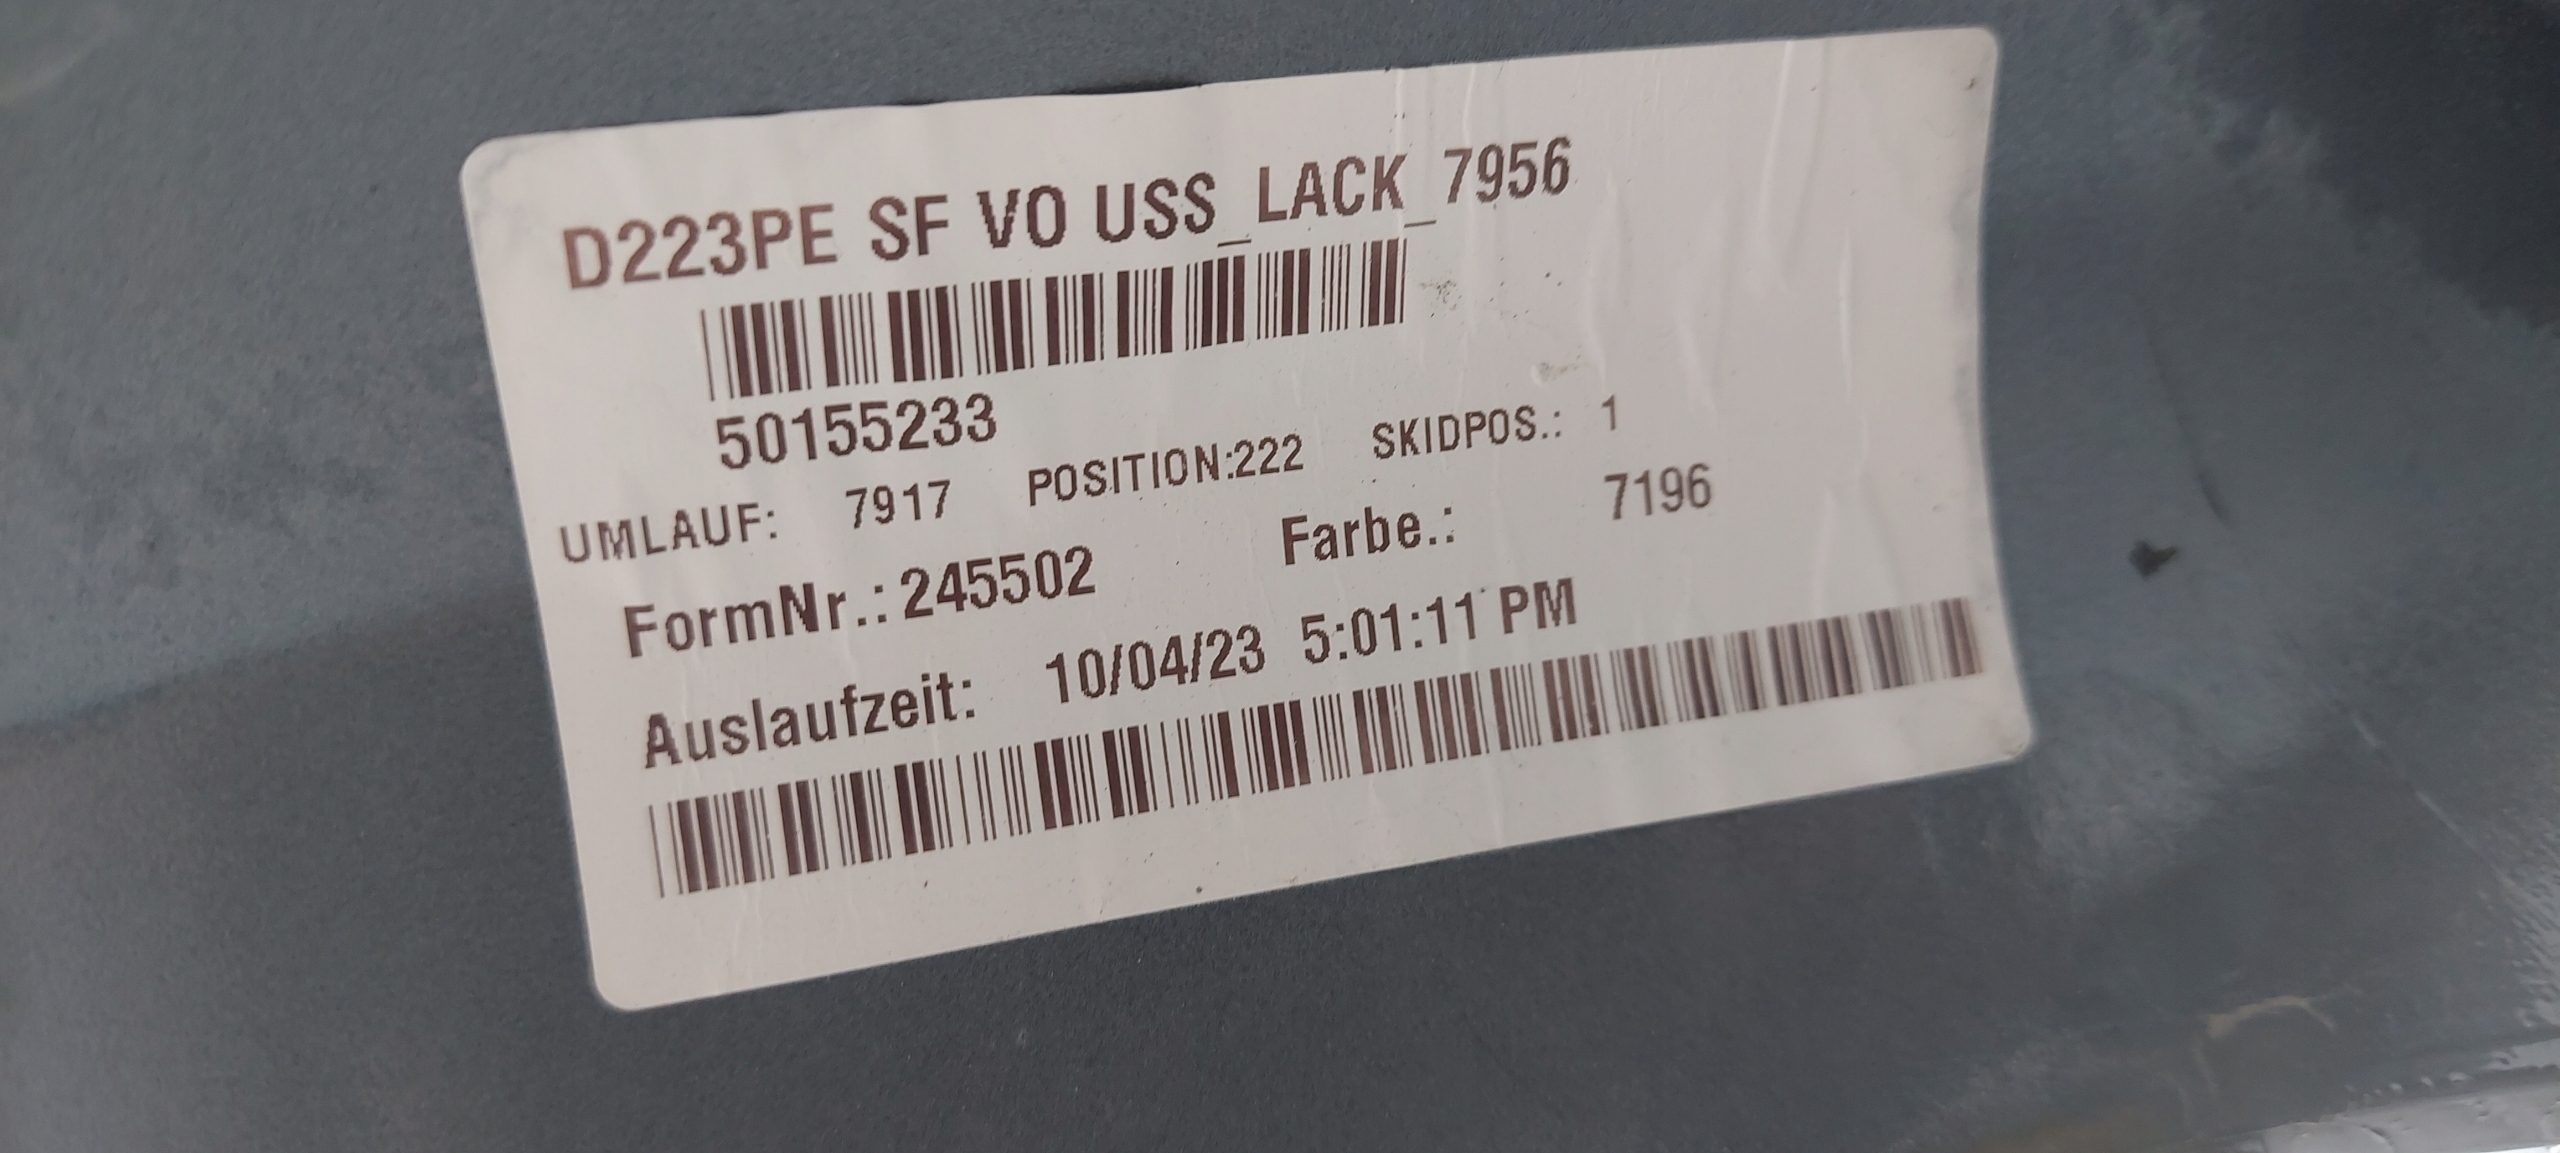 D223PE SF VO USS_LACK_7956
50155233
UMLAUF: 7917 POSITION:222 SKIDPOS.: 1
FormNr.: 245502 Farbe.: 7196
Auslaufzeit: 10/04/23 5:01:11 PM